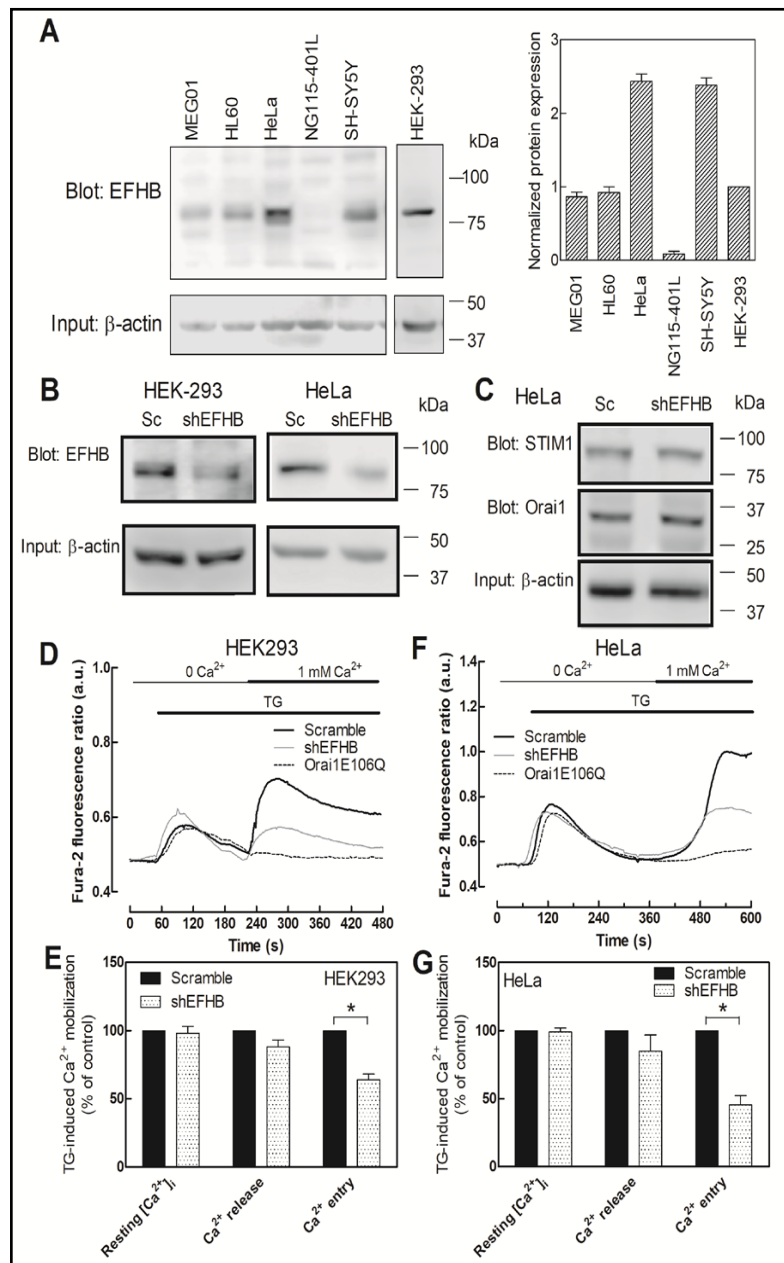 A
MEG01
HL60
HeLa
NG115-401L
SH-SY5Y
HEK-293
kDa
Blot: EFHB
100
75
Input: β-actin
50
37
Normalized protein expression
3
2
1
0
MEG01
HL60
HeLa
NG115-401L
SH-SY5Y
HEK-293
B
HEK-293
HeLa
Sc shEFHB
Sc shEFHB
kDa
Blot: EFHB
100
75
Input: β-actin
50
37
C
HeLa
Sc shEFHB
kDa
Blot: STIM1
100
75
Blot: Orai1
37
25
Input: β-actin
50
37
D
HEK293
Fura-2 fluorescence ratio (a.u.)
1.0
0.8
0.6
0.4
0 Ca²⁺
1 mM Ca²⁺
TG
Scramble
shEFHB
Orai1E106Q
0 60 120 180 240 300 360 420 480
Time (s)
F
HeLa
Fura-2 fluorescence ratio (a.u.)
1.4
1.2
1.0
0.8
0.6
0.4
0 Ca²⁺
1 mM Ca²⁺
TG
Scramble
shEFHB
Orai1E106Q
0 120 240 360 480 600
Time (s)
E
TG-induced Ca²⁺ mobilization
(% of control)
150
100
50
0
Scramble
shEFHB
HEK293
*
Resting [Ca²⁺]i
Ca²⁺ release
Ca²⁺ entry
G
TG-induced Ca²⁺ mobilization
(% of control)
150
100
50
0
HeLa
Scramble
shEFHB
*
Resting [Ca²⁺]i
Ca²⁺ release
Ca²⁺ entry